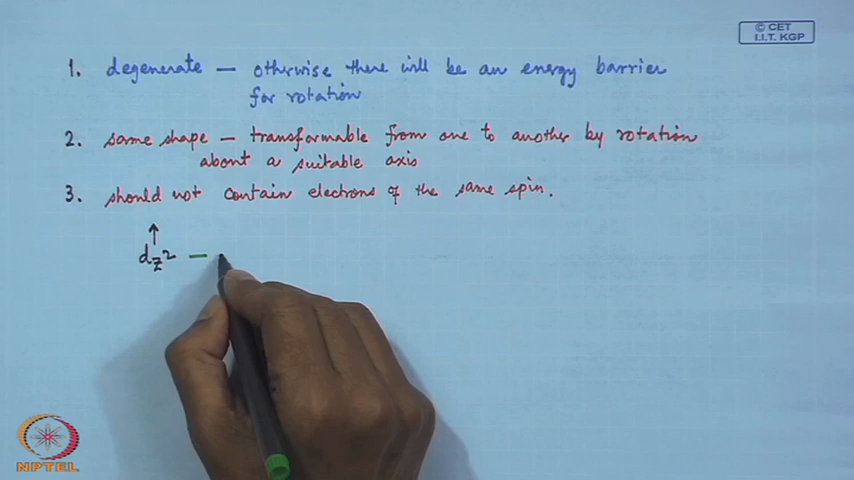 © CET
I.I.T. KGP
1. degenerate — otherwise there will be an energy barrier
for rotation
2. same shape — transformable from one to another by rotation
about a suitable axis
3. should not contain electrons of the same spin.
↑
dz² —
NPTEL